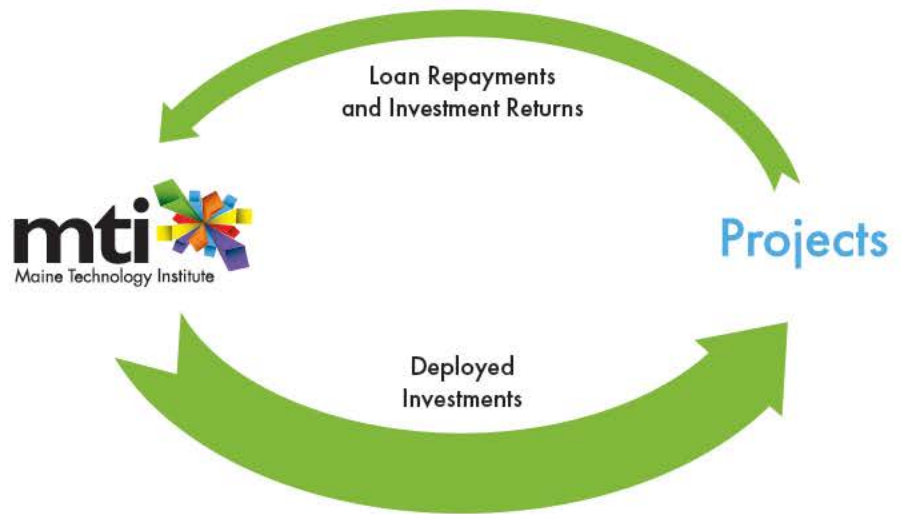 Loan Repayments
and Investment Returns
mti
Maine Technology Institute
Projects
Deployed
Investments